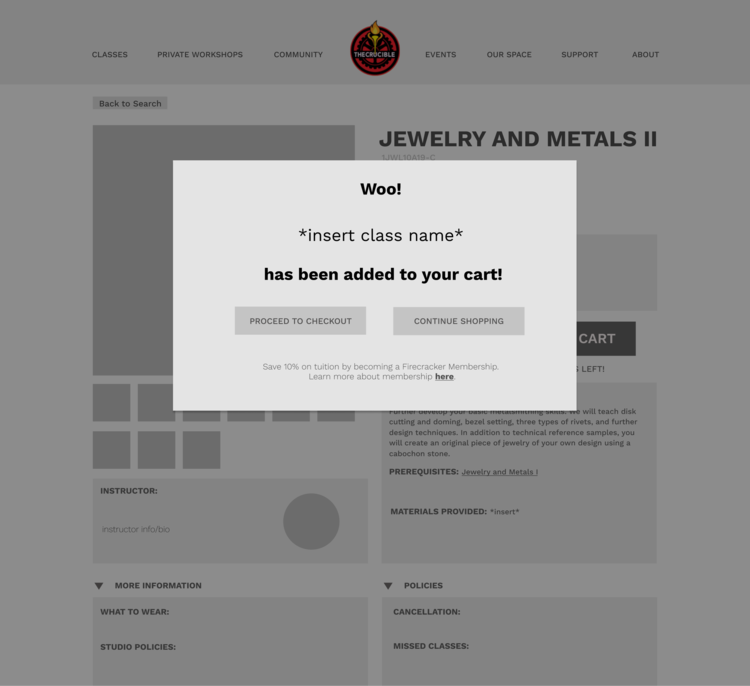 CLASSES PRIVATE WORKSHOPS COMMUNITY THECRUCIBLE EVENTS OUR SPACE SUPPORT ABOUT
Back to Search
JEWELRY AND METALS II
1JWL10A19-C
Woo!
*insert class name*
has been added to your cart!
PROCEED TO CHECKOUT CONTINUE SHOPPING
CART
LEFT!
Save 10% on tuition by becoming a Firecracker Membership.
Learn more about membership here.
Further develop your basic metalsmithing skills. We will teach disk
cutting and doming, bezel setting, three types of rivets, and further
design techniques. In addition to technical reference samples, you
will create an original piece of jewelry of your own design using a
cabochon stone.
PREREQUISITES: Jewelry and Metals I
MATERIALS PROVIDED: *insert*
INSTRUCTOR:
instructor info/bio
MORE INFORMATION
WHAT TO WEAR:
STUDIO POLICIES:
POLICIES
CANCELLATION:
MISSED CLASSES: